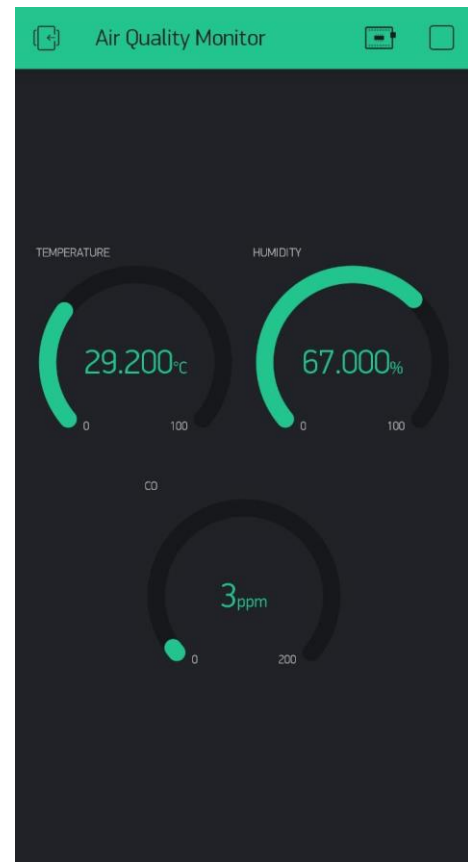 Air Quality Monitor
TEMPERATURE
29.200°C
0 100
HUMIDITY
67.000%
0 100
CO
3ppm
0 200